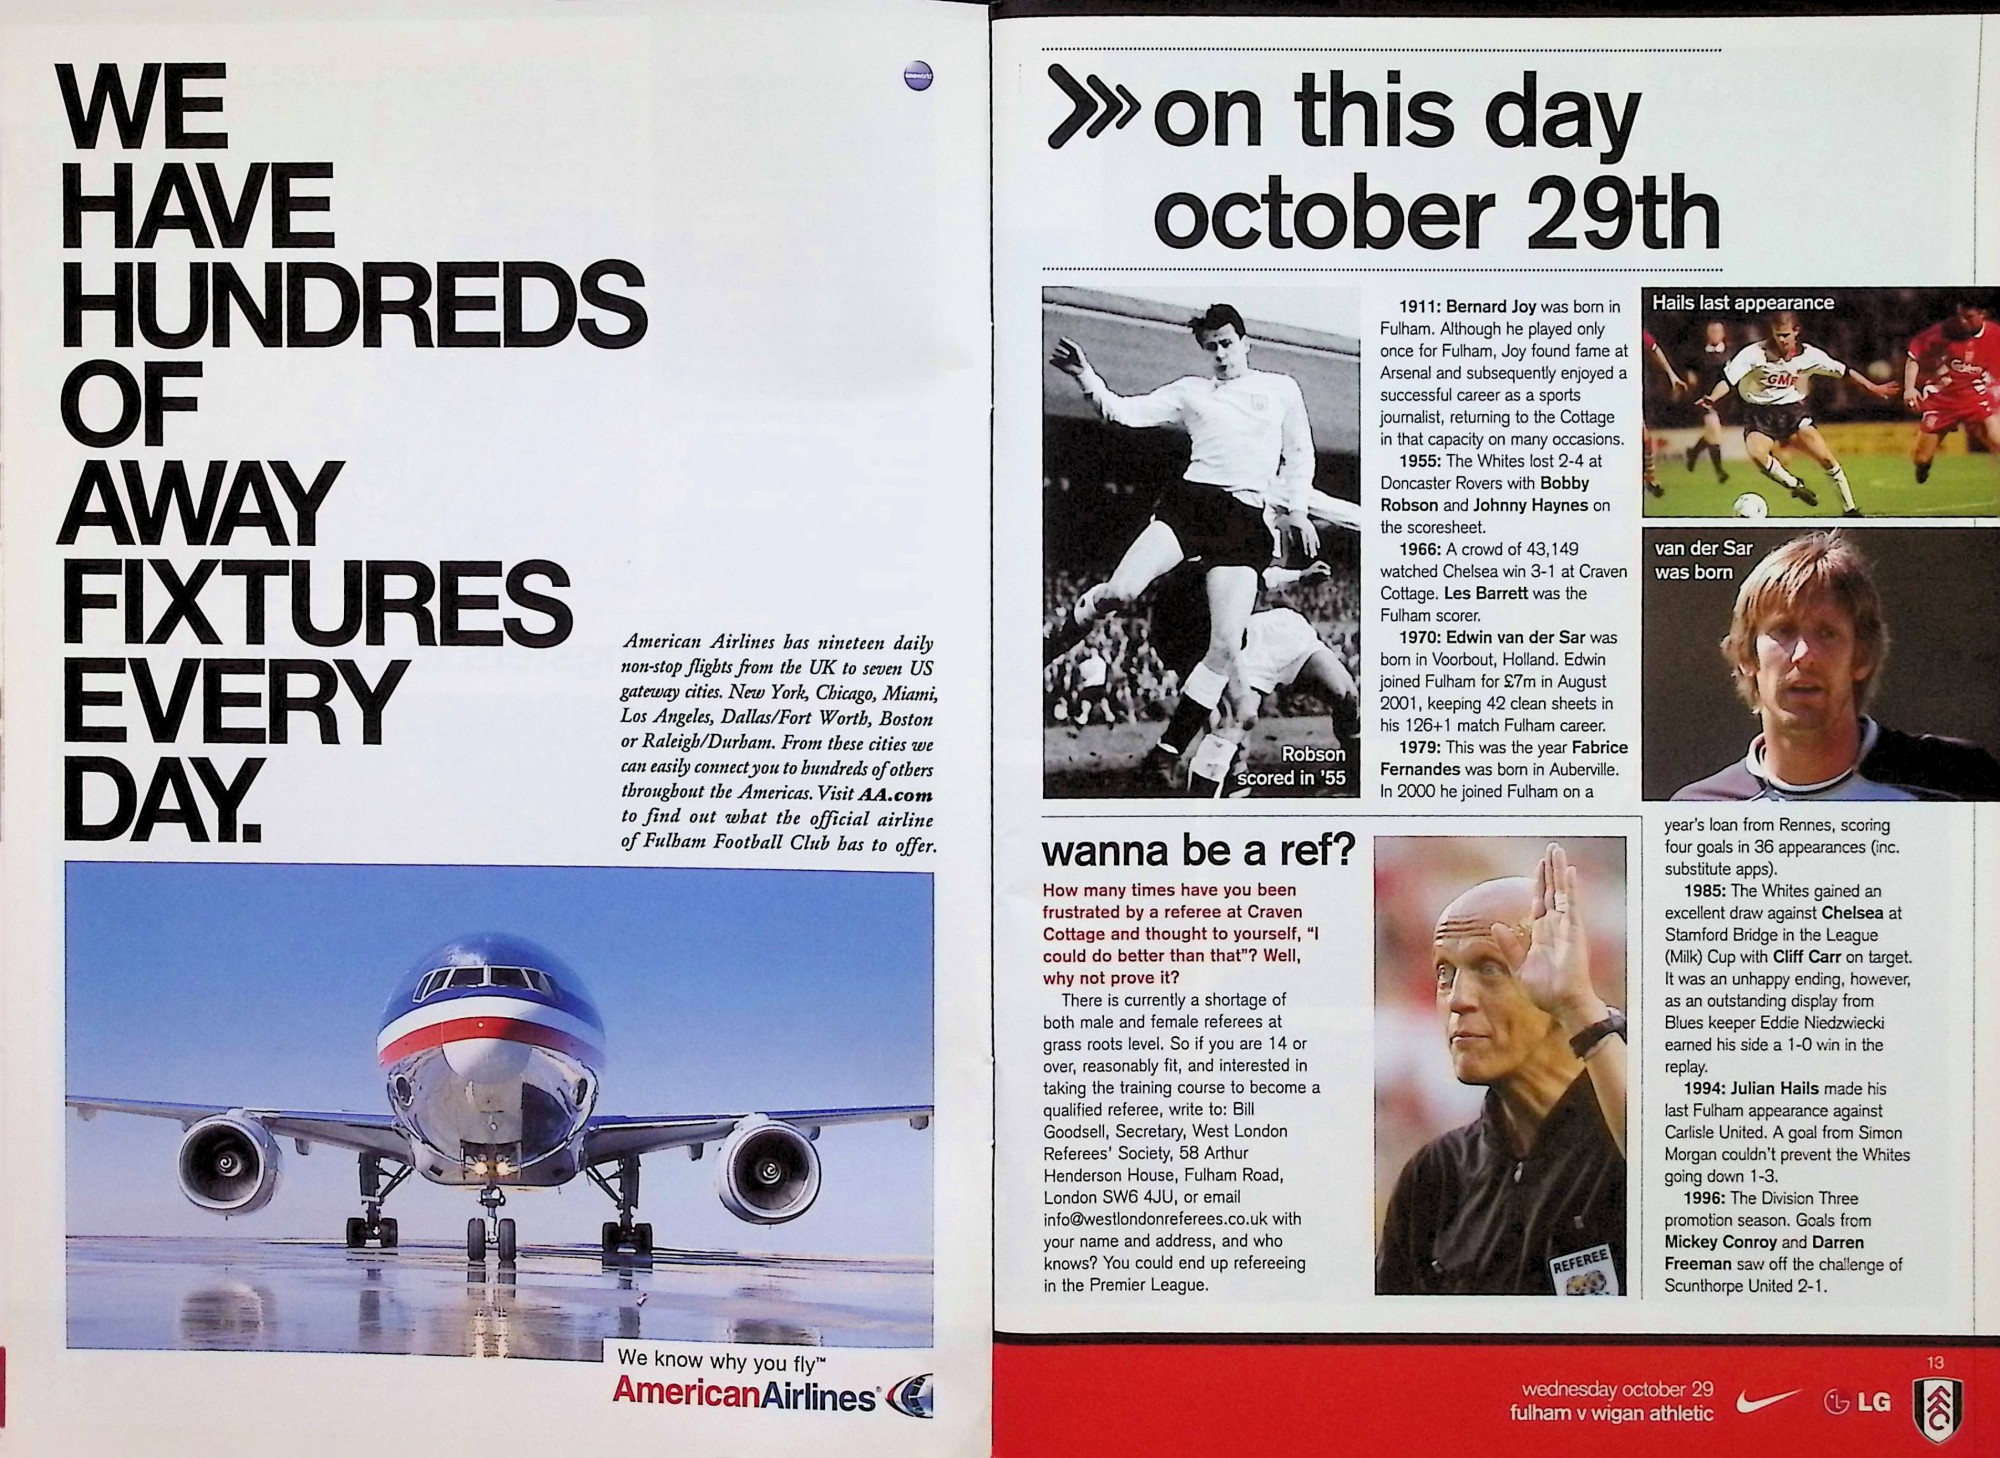 WE
HAVE
HUNDREDS
OF
AWAY
FIXTURES
EVERY
DAY.
oneworld
American Airlines has nineteen daily
non-stop flights from the UK to seven US
gateway cities. New York, Chicago, Miami,
Los Angeles, Dallas/Fort Worth, Boston
or Raleigh/Durham. From these cities we
can easily connect you to hundreds of others
throughout the Americas. Visit AA.com
to find out what the official airline
of Fulham Football Club has to offer.
We know why you fly™
AmericanAirlines®
on this day
october 29th
Robson
scored in '55
1911: Bernard Joy was born in
Fulham. Although he played only
once for Fulham, Joy found fame at
Arsenal and subsequently enjoyed a
successful career as a sports
journalist, returning to the Cottage
in that capacity on many occasions.
1955: The Whites lost 2-4 at
Doncaster Rovers with Bobby
Robson and Johnny Haynes on
the scoresheet.
1966: A crowd of 43,149
watched Chelsea win 3-1 at Craven
Cottage. Les Barrett was the
Fulham scorer.
1970: Edwin van der Sar was
born in Voorbout, Holland. Edwin
joined Fulham for £7m in August
2001, keeping 42 clean sheets in
his 126+1 match Fulham career.
1979: This was the year Fabrice
Fernandes was born in Auberville.
In 2000 he joined Fulham on a
Hails last appearance
GMB
Carlsberg
van der Sar
was born
year's loan from Rennes, scoring
four goals in 36 appearances (inc.
substitute apps).
1985: The Whites gained an
excellent draw against Chelsea at
Stamford Bridge in the League
(Milk) Cup with Cliff Carr on target.
It was an unhappy ending, however,
as an outstanding display from
Blues keeper Eddie Niedzwiecki
earned his side a 1-0 win in the
replay.
1994: Julian Hails made his
last Fulham appearance against
Carlisle United. A goal from Simon
Morgan couldn't prevent the Whites
going down 1-3.
1996: The Division Three
promotion season. Goals from
Mickey Conroy and Darren
Freeman saw off the challenge of
Scunthorpe United 2-1.
wanna be a ref?
How many times have you been
frustrated by a referee at Craven
Cottage and thought to yourself, "I
could do better than that"? Well,
why not prove it?
There is currently a shortage of
both male and female referees at
grass roots level. So if you are 14 or
over, reasonably fit, and interested in
taking the training course to become a
qualified referee, write to: Bill
Goodsell, Secretary, West London
Referees' Society, 58 Arthur
Henderson House, Fulham Road,
London SW6 4JU, or email
info@westlondonreferees.co.uk with
your name and address, and who
knows? You could end up refereeing
in the Premier League.
REFEREE
13
wednesday october 29
fulham v wigan athletic
LG
FFC